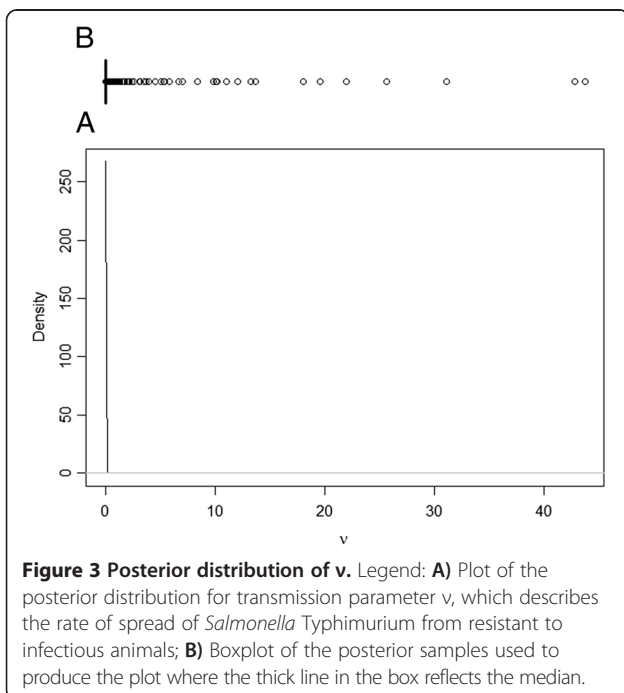 B
A
250
200
150
100
50
0
Density
0 10 20 30 40
ν
Figure 3 Posterior distribution of ν. Legend: A) Plot of the
posterior distribution for transmission parameter ν, which describes
the rate of spread of Salmonella Typhimurium from resistant to
infectious animals; B) Boxplot of the posterior samples used to
produce the plot where the thick line in the box reflects the median.